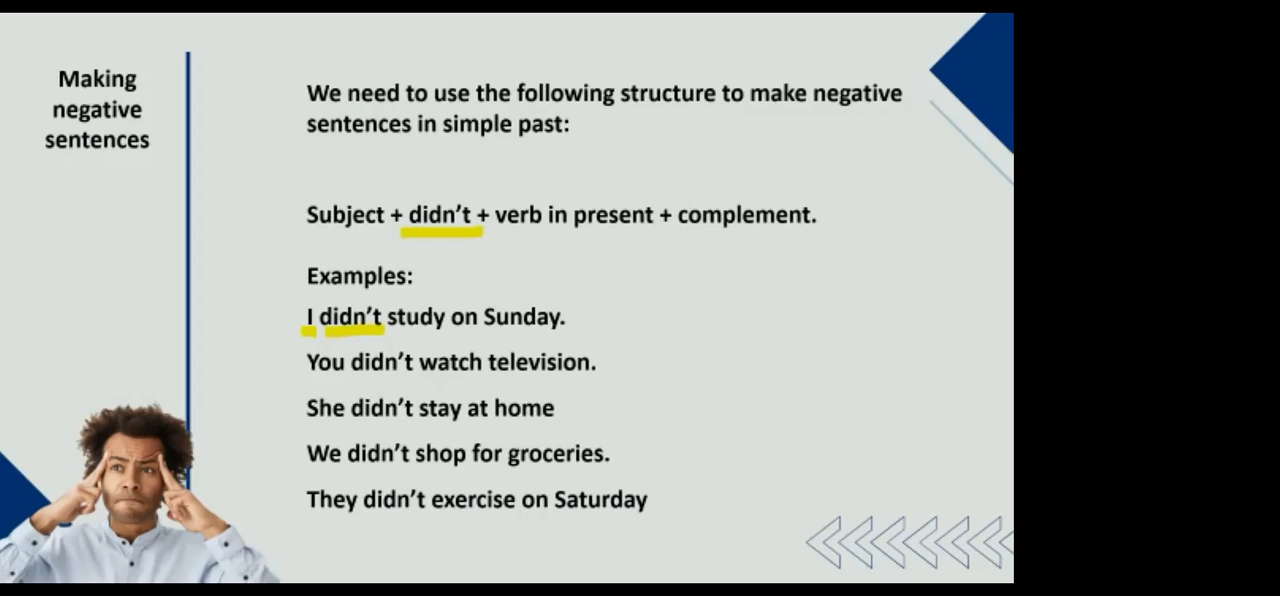 Making
negative
sentences
We need to use the following structure to make negative
sentences in simple past:
Subject + didn't + verb in present + complement.
Examples:
I didn't study on Sunday.
You didn't watch television.
She didn't stay at home
We didn't shop for groceries.
They didn't exercise on Saturday